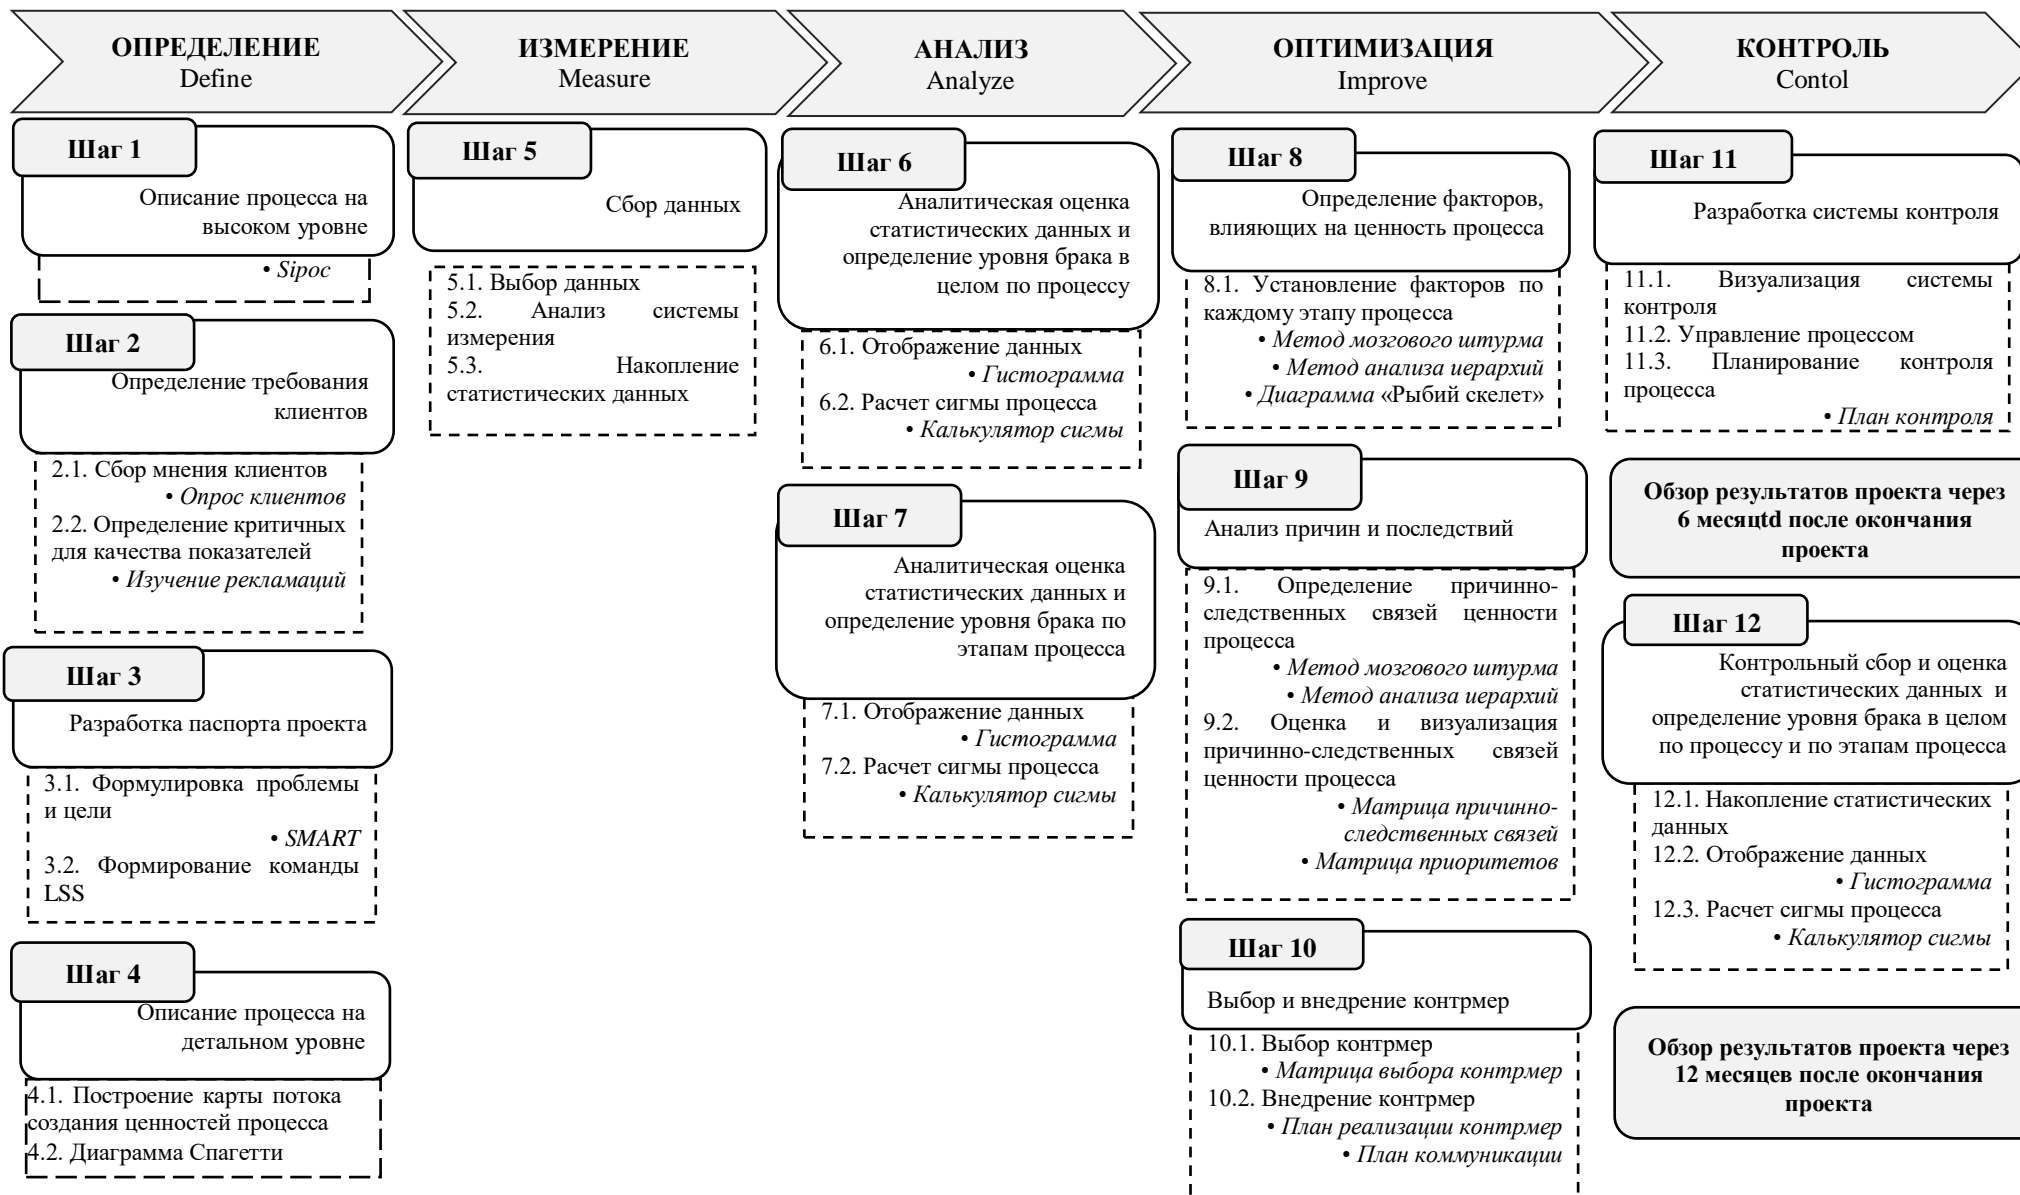 ОПРЕДЕЛЕНИЕ
Define
ИЗМЕРЕНИЕ
Measure
АНАЛИЗ
Analyze
ОПТИМИЗАЦИЯ
Improve
КОНТРОЛЬ
Contol
Шаг 1
Описание процесса на
высоком уровне
• Sipoc
Шаг 2
Определение требования
клиентов
2.1. Сбор мнения клиентов
• Опрос клиентов
2.2. Определение критичных
для качества показателей
• Изучение рекламаций
Шаг 3
Разработка паспорта проекта
3.1. Формулировка проблемы
и цели
• SMART
3.2. Формирование команды
LSS
Шаг 4
Описание процесса на
детальном уровне
4.1. Построение карты потока
создания ценностей процесса
4.2. Диаграмма Спагетти
Шаг 5
Сбор данных
5.1. Выбор данных
5.2. Анализ системы
измерения
5.3. Накопление
статистических данных
Шаг 6
Аналитическая оценка
статистических данных и
определение уровня брака в
целом по процессу
6.1. Отображение данных
• Гистограмма
6.2. Расчет сигмы процесса
• Калькулятор сигмы
Шаг 7
Аналитическая оценка
статистических данных и
определение уровня брака по
этапам процесса
7.1. Отображение данных
• Гистограмма
7.2. Расчет сигмы процесса
• Калькулятор сигмы
Шаг 8
Определение факторов,
влияющих на ценность процесса
8.1. Установление факторов по
каждому этапу процесса
• Метод мозгового штурма
• Метод анализа иерархий
• Диаграмма «Рыбий скелет»
Шаг 9
Анализ причин и последствий
9.1. Определение причинно-
следственных связей ценности
процесса
• Метод мозгового штурма
• Метод анализа иерархий
9.2. Оценка и визуализация
причинно-следственных связей
ценности процесса
• Матрица причинно-
следственных связей
• Матрица приоритетов
Шаг 10
Выбор и внедрение контрмер
10.1. Выбор контрмер
• Матрица выбора контрмер
10.2. Внедрение контрмер
• План реализации контрмер
• План коммуникации
Шаг 11
Разработка системы контроля
11.1. Визуализация системы
контроля
11.2. Управление процессом
11.3. Планирование контроля
процесса
• План контроля
Обзор результатов проекта через
6 месяцtd после окончания
проекта
Шаг 12
Контрольный сбор и оценка
статистических данных и
определение уровня брака в целом
по процессу и по этапам процесса
12.1. Накопление статистических
данных
12.2. Отображение данных
• Гистограмма
12.3. Расчет сигмы процесса
• Калькулятор сигмы
Обзор результатов проекта через
12 месяцев после окончания
проекта